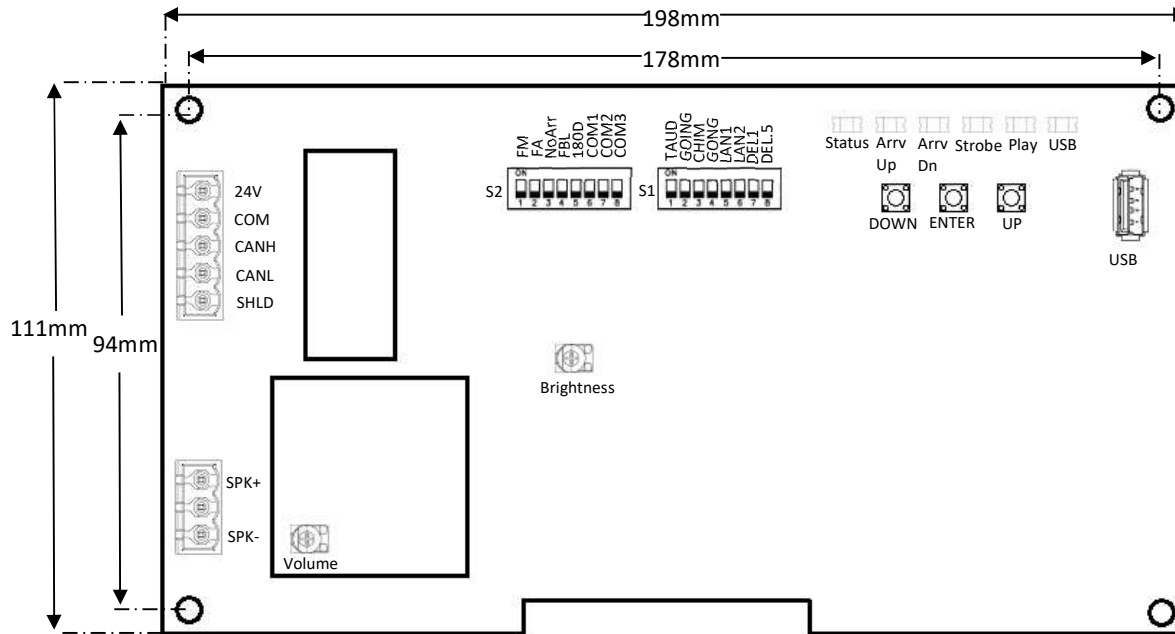 198mm
178mm
FM
FA
NoArr
FBL
180D
COM1
COM2
COM3
TAUD
GOING
CHIM
GONG
LAN1
LAN2
DEL1
DEL.5
Status
Arrv
Up
Arrv
Dn
Strobe
Play
USB
S2
ON
1 2 3 4 5 6 7 8
S1
ON
1 2 3 4 5 6 7 8
24V
COM
CANH
CANL
SHLD
DOWN
ENTER
UP
USB
111mm
94mm
Brightness
SPK+
SPK-
Volume